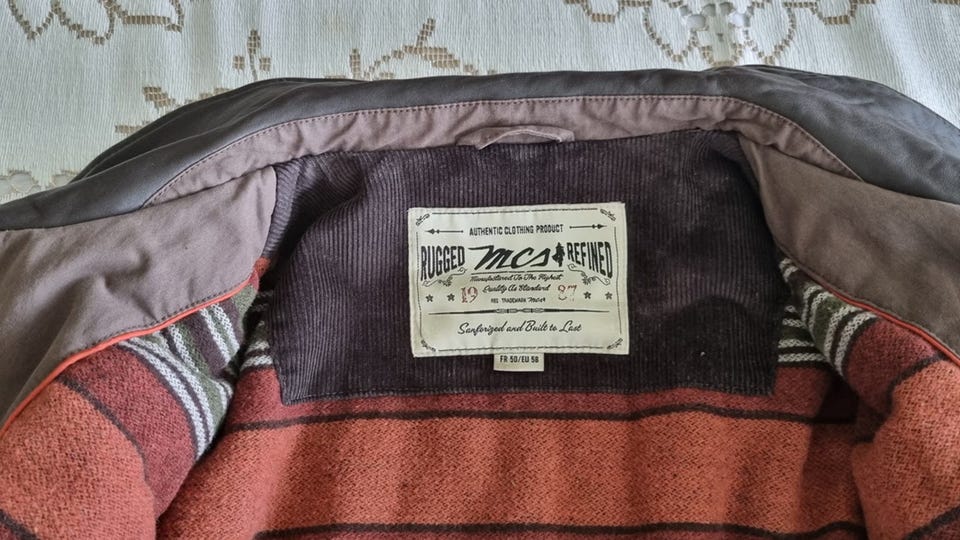 AUTHENTIC CLOTHING PRODUCT
RUGGED mcs REFINED
Manufactured To The Highest
Quality As Standard
19 87
REG TRADEMARK mcs®
Sanforized and Built to Last
FR 50/EU 58